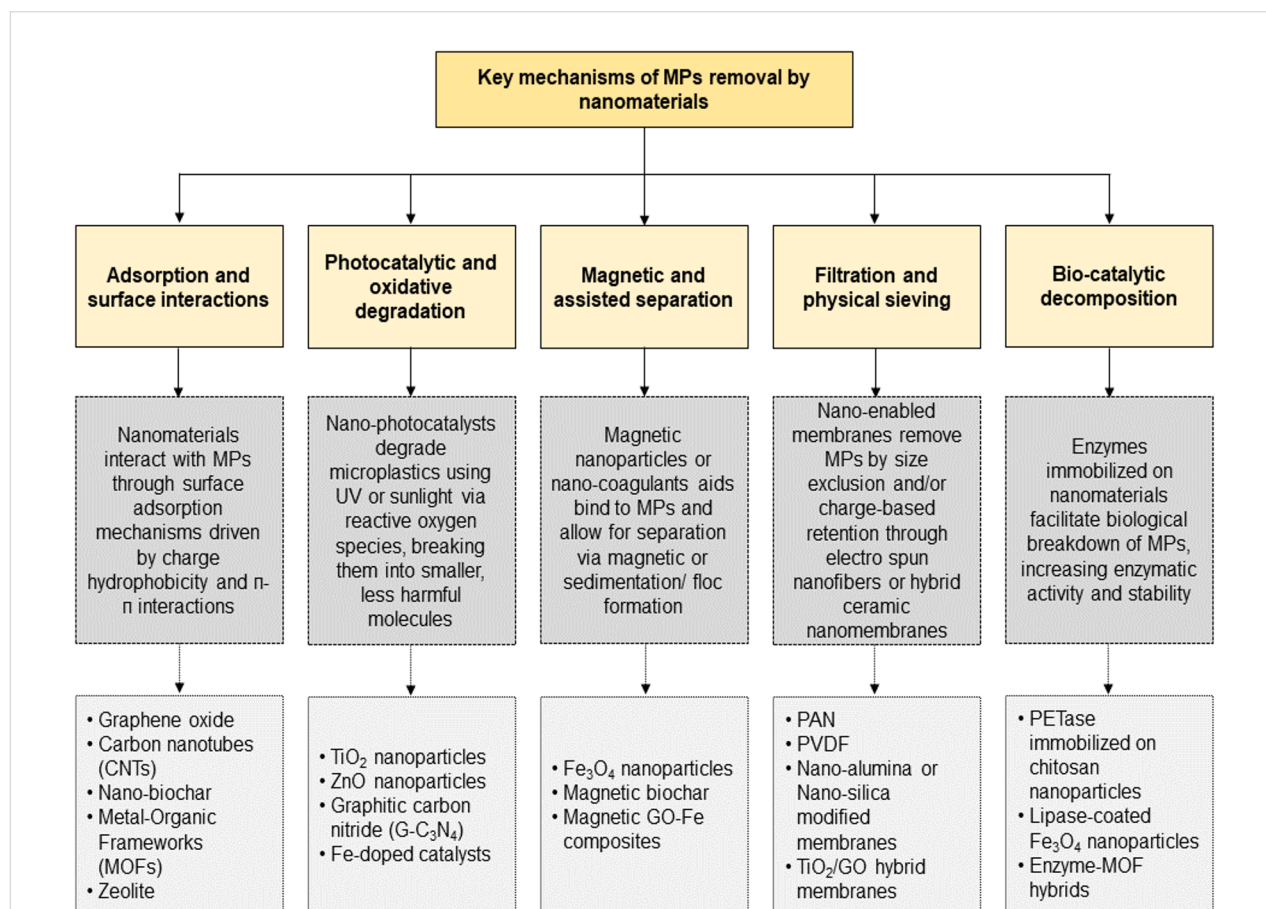 Key mechanisms of MPs removal by
nanomaterials
Adsorption and
surface interactions
Photocatalytic and
oxidative
degradation
Magnetic and
assisted separation
Filtration and
physical sieving
Bio-catalytic
decomposition
Nanomaterials
interact with MPs
through surface
adsorption
mechanisms driven
by charge
hydrophobicity and π-
π interactions
Nano-photocatalysts
degrade
microplastics using
UV or sunlight via
reactive oxygen
species, breaking
them into smaller,
less harmful
molecules
Magnetic
nanoparticles or
nano-coagulants aids
bind to MPs and
allow for separation
via magnetic or
sedimentation/ floc
formation
Nano-enabled
membranes remove
MPs by size
exclusion and/or
charge-based
retention through
electro spun
nanofibers or hybrid
ceramic
nanomembranes
Enzymes
immobilized on
nanomaterials
facilitate biological
breakdown of MPs,
increasing enzymatic
activity and stability
• Graphene oxide
• Carbon nanotubes
(CNTs)
• Nano-biochar
• Metal-Organic
Frameworks
(MOFs)
• Zeolite
• TiO₂ nanoparticles
• ZnO nanoparticles
• Graphitic carbon
nitride (G-C₃N₄)
• Fe-doped catalysts
• Fe₃O₄ nanoparticles
• Magnetic biochar
• Magnetic GO-Fe
composites
• PAN
• PVDF
• Nano-alumina or
Nano-silica
modified
membranes
• TiO₂/GO hybrid
membranes
• PETase
immobilized on
chitosan
nanoparticles
• Lipase-coated
Fe₃O₄ nanoparticles
• Enzyme-MOF
hybrids